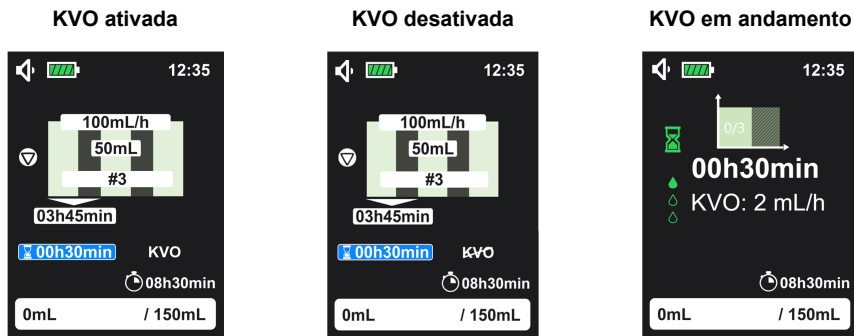 KVO ativada
12:35
100mL/h
50mL
#3
03h45min
00h30min KVO
08h30min
0mL / 150mL
KVO desativada
12:35
100mL/h
50mL
#3
03h45min
00h30min KVO
08h30min
0mL / 150mL
KVO em andamento
12:35
0/3
00h30min
KVO: 2 mL/h
08h30min
0mL / 150mL